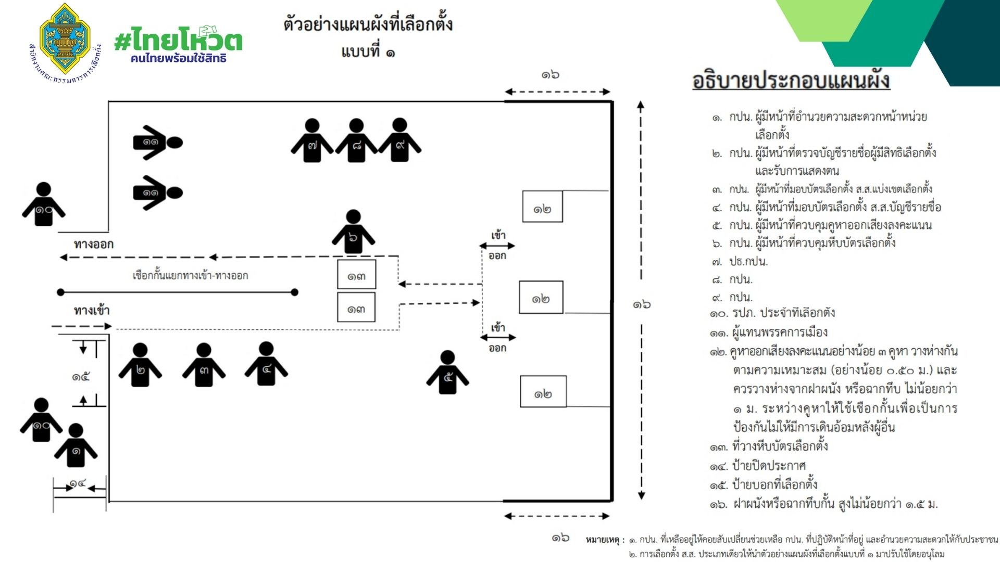 สำนักงานคณะกรรมการการเลือกตั้ง
#ไทยโหวต
คนไทยพร้อมใช้สิทธิ
ตัวอย่างแผนผังที่เลือกตั้ง
แบบที่ ๑
๑๖
๑๑
๗ ๘ ๙
๑๑
๑๐
๑๒
๖
ทางออก
เข้า
ออก
เชือกกั้นแยกทางเข้า-ทางออก
๑๓
๑๒
๑๖
๑๓
ทางเข้า
เข้า
ออก
๒ ๓ ๔
๕
๑๕
๑๒
๑๐
๑
๑๔
๑๖
อธิบายประกอบแผนผัง
๑. กปน. ผู้มีหน้าที่อำนวยความสะดวกหน้าหน่วย
เลือกตั้ง
๒. กปน. ผู้มีหน้าที่ตรวจบัญชีรายชื่อผู้มีสิทธิเลือกตั้ง
และรับการแสดงตน
๓. กปน. ผู้มีหน้าที่มอบบัตรเลือกตั้ง ส.ส.แบ่งเขตเลือกตั้ง
๔. กปน. ผู้มีหน้าที่มอบบัตรเลือกตั้ง ส.ส.บัญชีรายชื่อ
๕. กปน. ผู้มีหน้าที่ควบคุมคูหาออกเสียงลงคะแนน
๖. กปน. ผู้มีหน้าที่ควบคุมหีบบัตรเลือกตั้ง
๗. ปธ.กปน.
๘. กปน.
๙. กปน.
๑๐. รปภ. ประจำที่เลือกตั้ง
๑๑. ผู้แทนพรรคการเมือง
๑๒. คูหาออกเสียงลงคะแนนอย่างน้อย ๓ คูหา วางห่างกัน
ตามความเหมาะสม (อย่างน้อย ๐.๕๐ ม.) และ
ควรวางห่างจากฝาผนัง หรือฉากทึบ ไม่น้อยกว่า
๑ ม. ระหว่างคูหาให้ใช้เชือกกั้นเพื่อเป็นการ
ป้องกันไม่ให้มีการเดินอ้อมหลังผู้อื่น
๑๓. ที่วางหีบบัตรเลือกตั้ง
๑๔. ป้ายปิดประกาศ
๑๕. ป้ายบอกที่เลือกตั้ง
๑๖. ฝาผนังหรือฉากทึบกั้น สูงไม่น้อยกว่า ๑.๕ ม.
หมายเหตุ : ๑. กปน. ที่เหลืออยู่ให้คอยสับเปลี่ยนช่วยเหลือ กปน. ที่ปฏิบัติหน้าที่อยู่ และอำนวยความสะดวกให้กับประชาชน
๒. การเลือกตั้ง ส.ส. ประเภทเดียวให้นำตัวอย่างแผนผังที่เลือกตั้งแบบที่ ๑ มาปรับใช้โดยอนุโลม